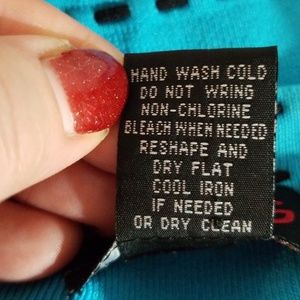 HAND WASH COLD
DO NOT WRING
NON-CHLORINE
BLEACH WHEN NEEDED
RESHAPE AND
DRY FLAT
COOL IRON
IF NEEDED
OR DRY CLEAN